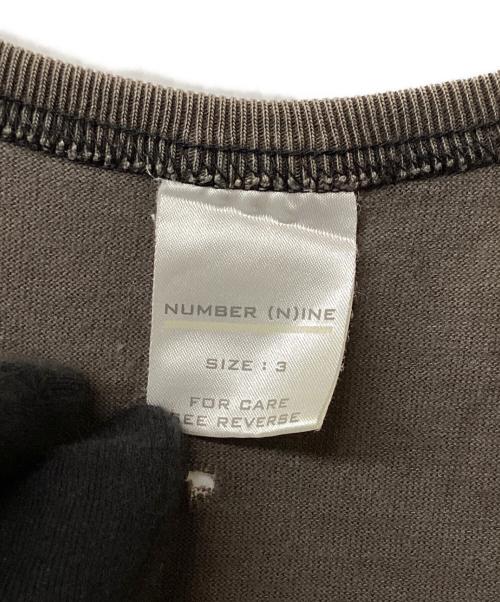 NUMBER (N)INE
SIZE : 3
FOR CARE
SEE REVERSE